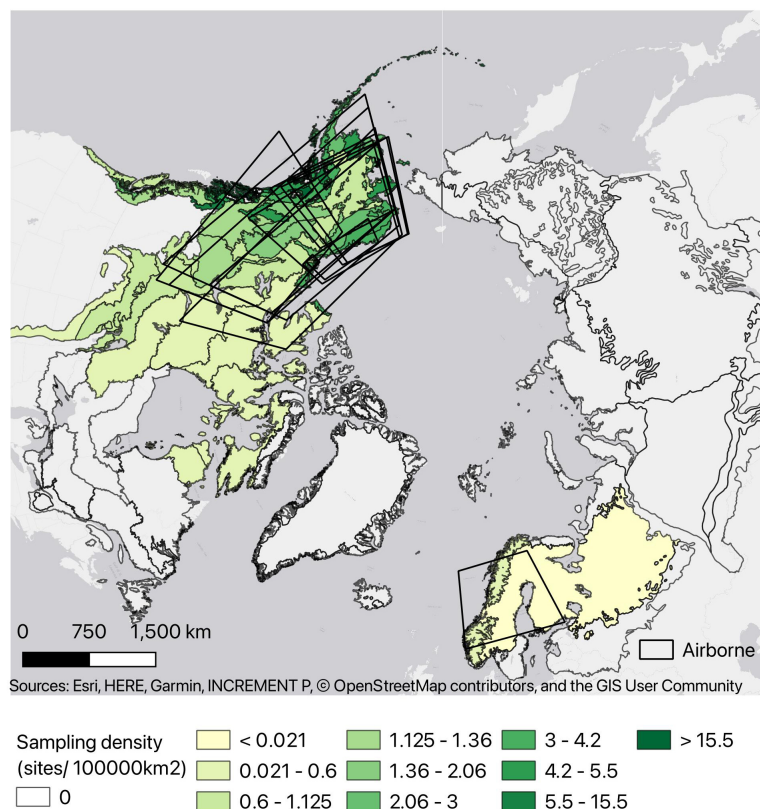 0 750 1,500 km
Airborne
Sources: Esri, HERE, Garmin, INCREMENT P, © OpenStreetMap contributors, and the GIS User Community
Sampling density
(sites/ 100000km2)
0
< 0.021
0.021 - 0.6
0.6 - 1.125
1.125 - 1.36
1.36 - 2.06
2.06 - 3
3 - 4.2
4.2 - 5.5
5.5 - 15.5
> 15.5